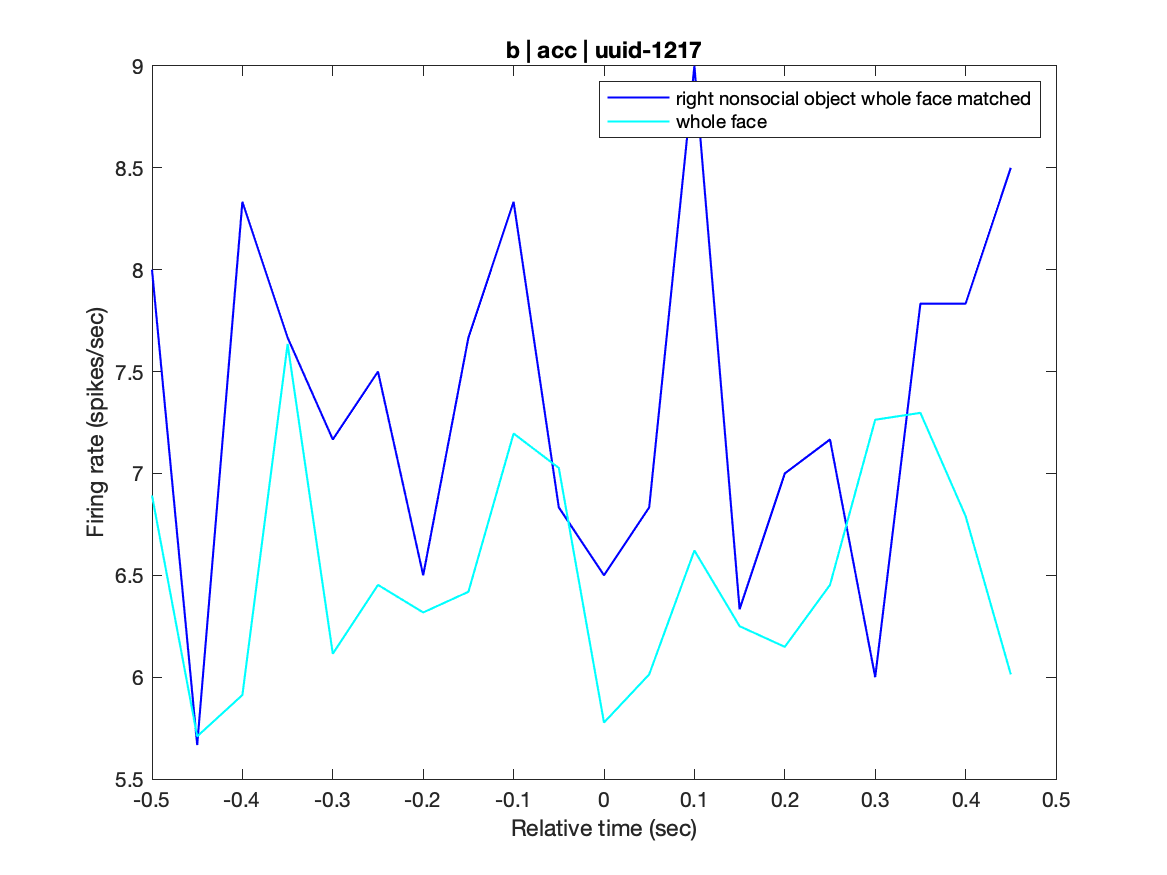 b | acc | uuid-1217
right nonsocial object whole face matched
whole face
9
8.5
8
7.5
7
6.5
6
5.5
Firing rate (spikes/sec)
-0.5 -0.4 -0.3 -0.2 -0.1 0 0.1 0.2 0.3 0.4 0.5
Relative time (sec)